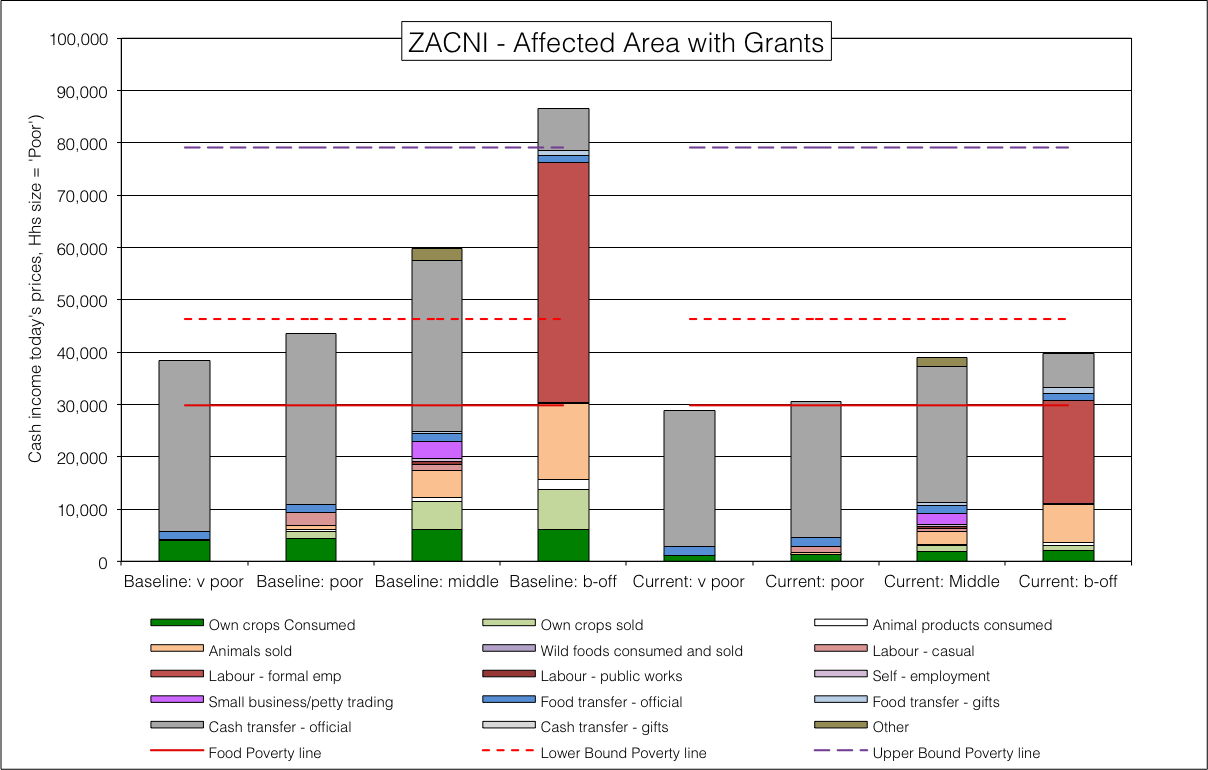 ZACNI - Affected Area with Grants
Cash income today's prices, Hhs size = 'Poor')
100,000
90,000
80,000
70,000
60,000
50,000
40,000
30,000
20,000
10,000
0
Baseline: v poor
Baseline: poor
Baseline: middle
Baseline: b-off
Current: v poor
Current: poor
Current: Middle
Current: b-off
Own crops Consumed
Own crops sold
Animal products consumed
Animals sold
Wild foods consumed and sold
Labour - casual
Labour - formal emp
Labour - public works
Self - employment
Small business/petty trading
Food transfer - official
Food transfer - gifts
Cash transfer - official
Cash transfer - gifts
Other
Food Poverty line
Lower Bound Poverty line
Upper Bound Poverty line